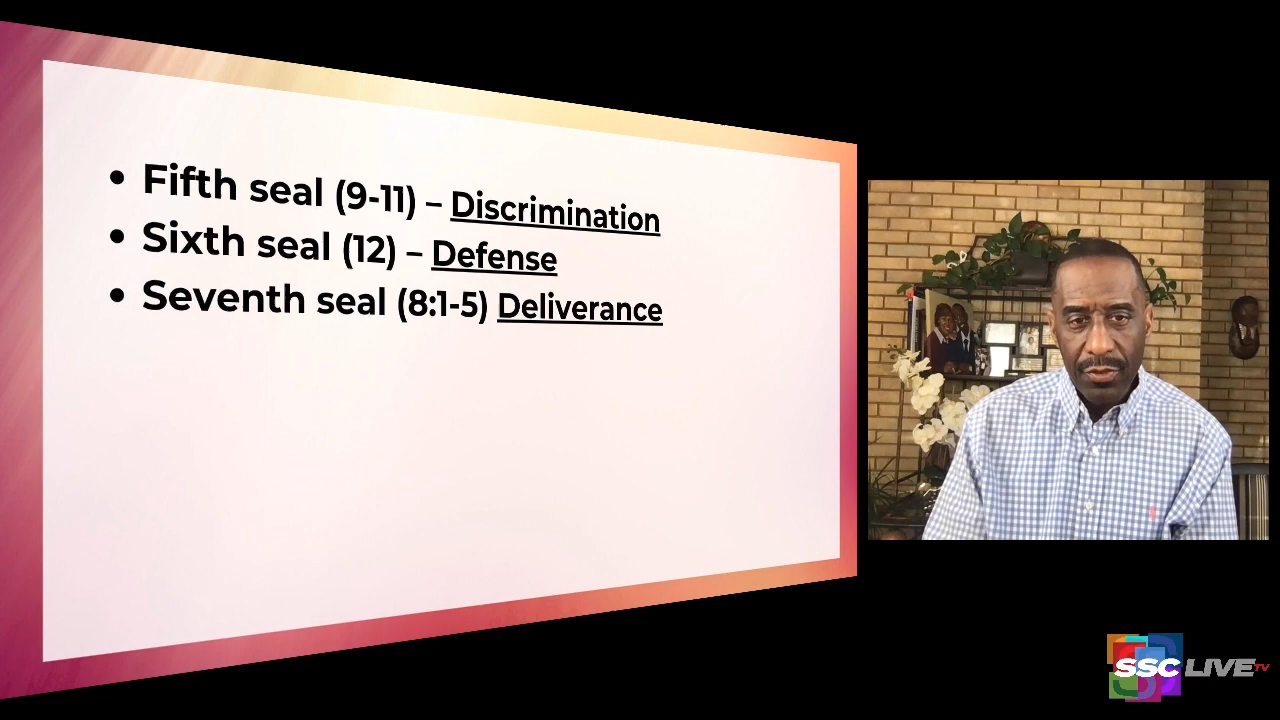 • Fifth seal (9-11) – Discrimination
• Sixth seal (12) – Defense
• Seventh seal (8:1-5) Deliverance
SSC LIVE TV